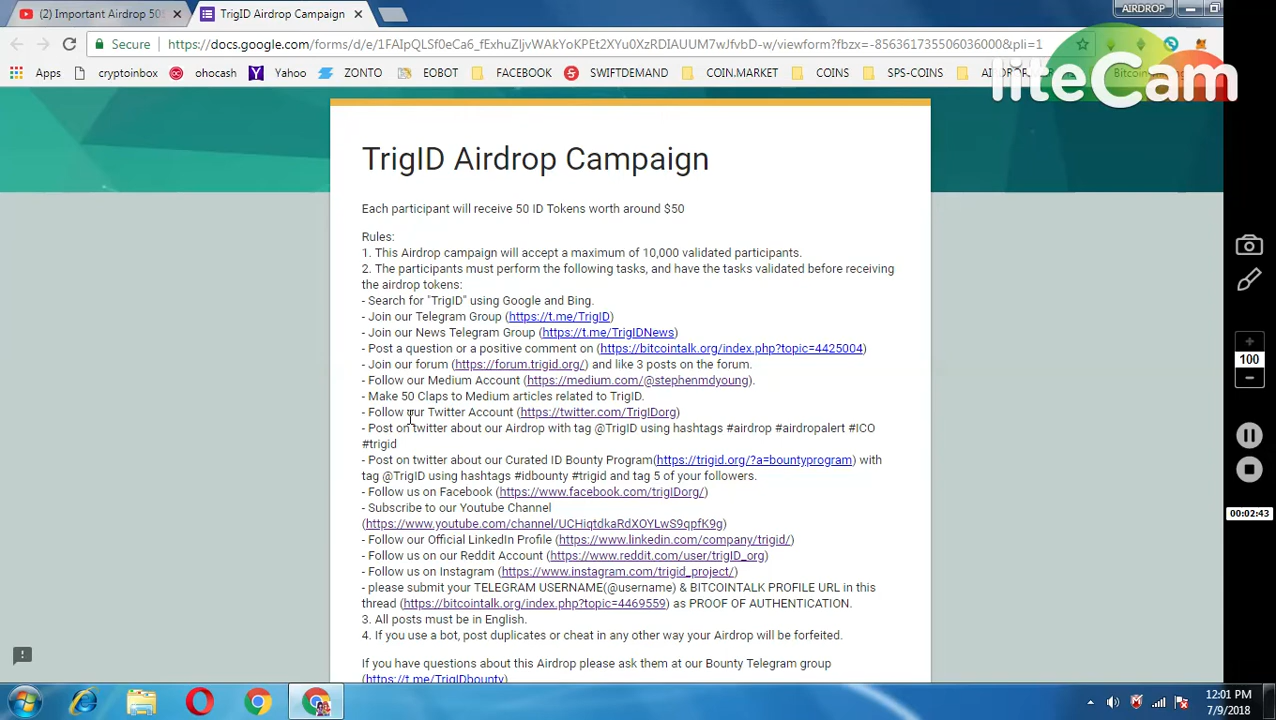 (2) Important Airdrop 50
TrigID Airdrop Campaign
AIRDROP
Secure
https://docs.google.com/forms/d/e/1FAIpQLSf0eCa6_fExhuZljvWAkYoKPEt2XYu0XzRDIAUUM7wJfvbD-w/viewform?fbzx=-856361735506036000&pli=1
Apps cryptoinbox ohocash Yahoo ZONTO EOBOT FACEBOOK SWIFTDEMAND COIN.MARKET COINS GPS-COINS
liteCam
TrigID Airdrop Campaign
Each participant will receive 50 ID Tokens worth around $50
Rules:
1. This Airdrop campaign will accept a maximum of 10,000 validated participants.
2. The participants must perform the following tasks, and have the tasks validated before receiving
the airdrop tokens:
- Search for "TrigID" using Google and Bing.
- Join our Telegram Group (https://t.me/TrigID)
- Join our News Telegram Group (https://t.me/TrigIDNews)
- Post a question or a positive comment on (https://bitcointalk.org/index.php?topic=4425004)
- Join our forum (https://forum.trigid.org/) and like 3 posts on the forum.
- Follow our Medium Account (https://medium.com/@stephenmdyoung).
- Make 50 Claps to Medium articles related to TrigID.
- Follow our Twitter Account (https://twitter.com/TrigIDorg)
- Post on twitter about our Airdrop with tag @TrigID using hashtags #airdrop #airdropalert #ICO
#trigid
- Post on twitter about our Curated ID Bounty Program(https://trigid.org/?a=bountyprogram) with
tag @TrigID using hashtags #idbounty #trigid and tag 5 of your followers.
- Follow us on Facebook (https://www.facebook.com/trigIDorg/)
- Subscribe to our Youtube Channel
(https://www.youtube.com/channel/UCHiqtdkaRdXOYLwS9qpfK9g)
- Follow our Official LinkedIn Profile (https://www.linkedin.com/company/trigid/)
- Follow us on our Reddit Account (https://www.reddit.com/user/trigID_org)
- Follow us on Instagram (https://www.instagram.com/trigid_project/)
- please submit your TELEGRAM USERNAME(@username) & BITCOINTALK PROFILE URL in this
thread (https://bitcointalk.org/index.php?topic=4469559) as PROOF OF AUTHENTICATION.
3. All posts must be in English.
4. If you use a bot, post duplicates or cheat in any other way your Airdrop will be forfeited.
If you have questions about this Airdrop please ask them at our Bounty Telegram group
(https://t.me/TrigIDbounty)
100
00:02:43
12:01 PM
7/9/2018